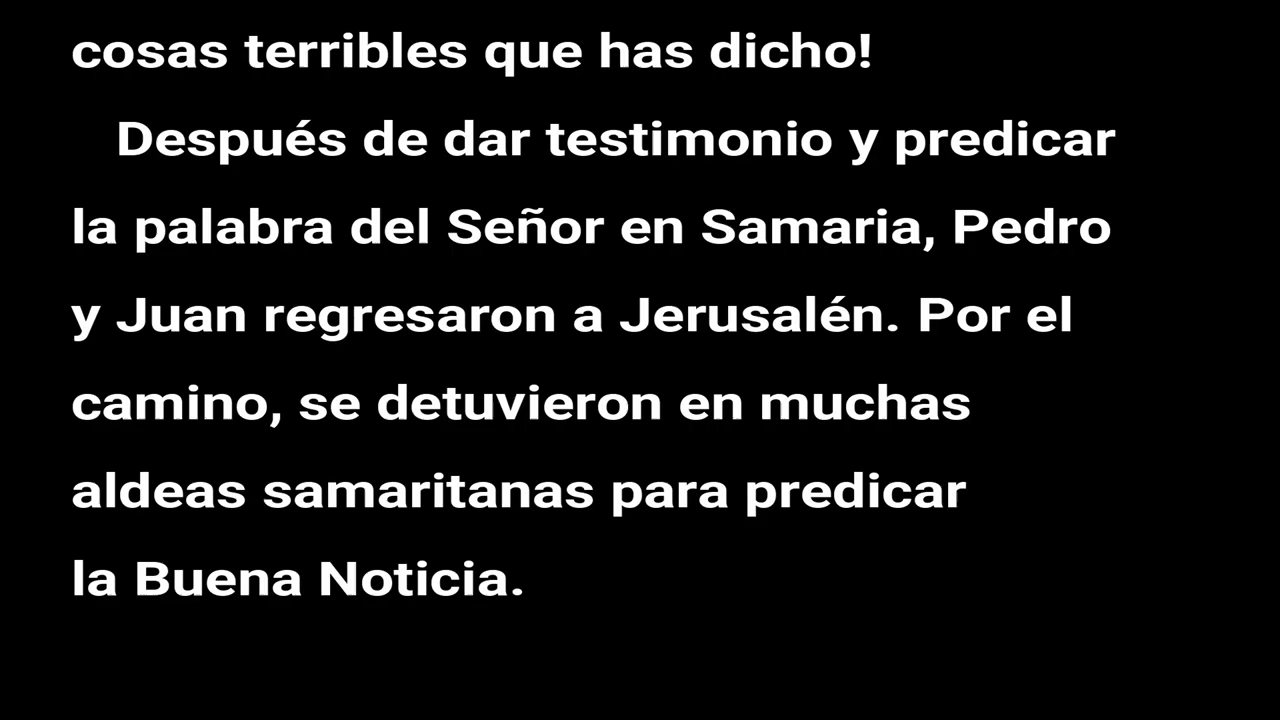 cosas terribles que has dicho!
Después de dar testimonio y predicar
la palabra del Señor en Samaria, Pedro
y Juan regresaron a Jerusalén. Por el
camino, se detuvieron en muchas
aldeas samaritanas para predicar
la Buena Noticia.